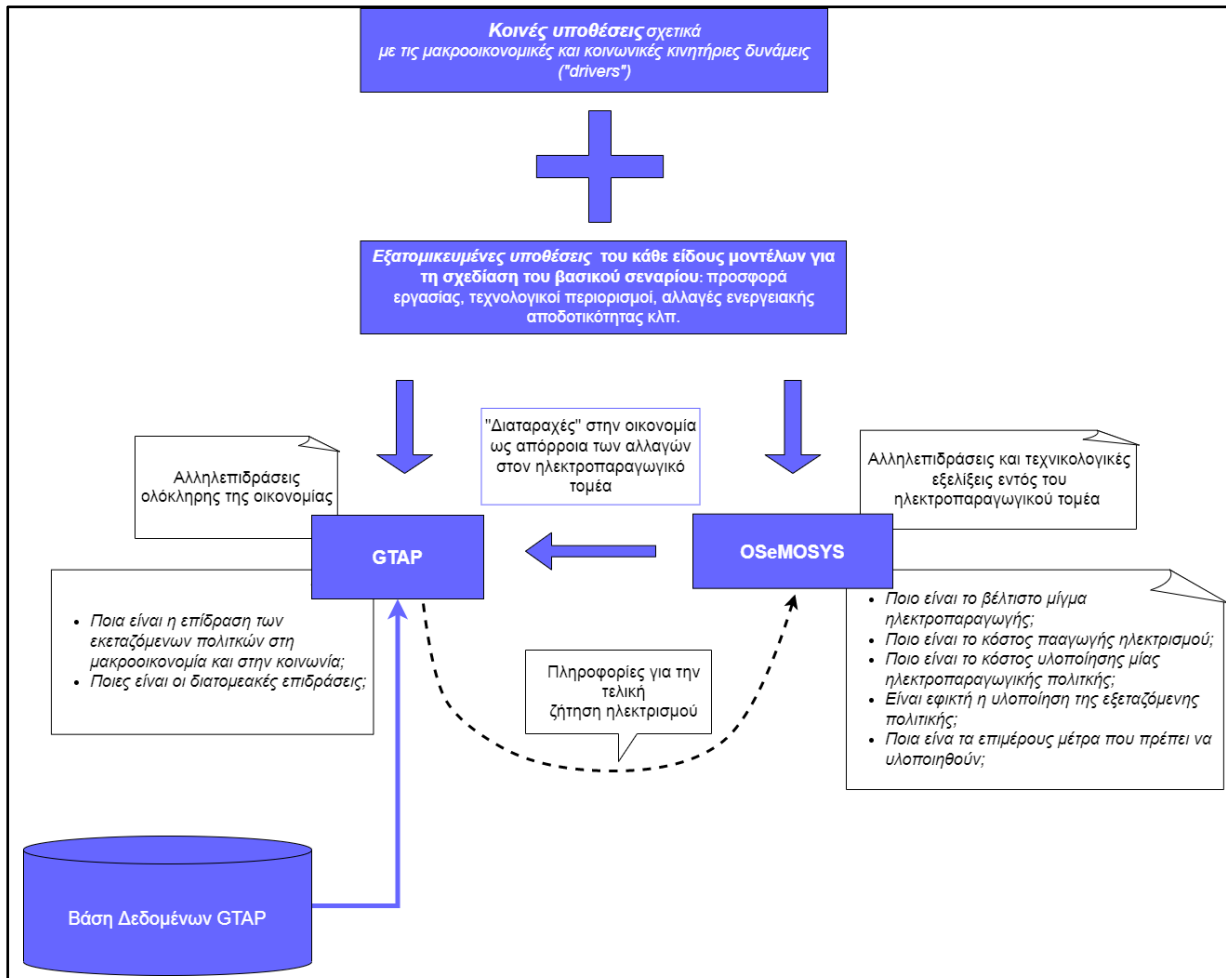 Κοινές υποθέσεις σχετικά
με τις μακροοικονομικές και κοινωνικές κινητήριες δυνάμεις
("drivers")
Εξατομικευμένες υποθέσεις του κάθε είδους μοντέλων για
τη σχεδίαση του βασικού σεναρίου: προσφορά
εργασίας, τεχνολογικοί περιορισμοί, αλλαγές ενεργειακής
αποδοτικότητας κλπ.
"Διαταραχές" στην οικονομία
ως απόρροια των αλλαγών
στον ηλεκτροπαραγωγικό
τομέα
Αλληλεπιδράσεις
ολόκληρης της οικονομίας
Αλληλεπιδράσεις και τεχνικολογικές
εξελίξεις εντός του
ηλεκτροπαραγωγικού τομέα
GTAP
OSeMOSYS
• Ποια είναι η επίδραση των
εκεταζόμενων πολιτκών στη
μακροοικονομία και στην κοινωνία;
• Ποιες είναι οι διατομεακές επιδράσεις;
• Ποιο είναι το βέλτιστο μίγμα
ηλεκτροπαραγωγής;
• Ποιο είναι το κόστος πααγωγής ηλεκτρισμού;
• Ποιο είναι το κόστος υλοποίησης μίας
ηλεκτροπαραγωγικής πολιτκής;
• Είναι εφικτή η υλοποίηση της εξεταζόμενης
πολιτικής;
• Ποια είνα τα επιμέρους μέτρα που πρέπει να
υλοποιηθούν;
Πληροφορίες για την
τελική
ζήτηση ηλεκτρισμού
Βάση Δεδομένων GTAP